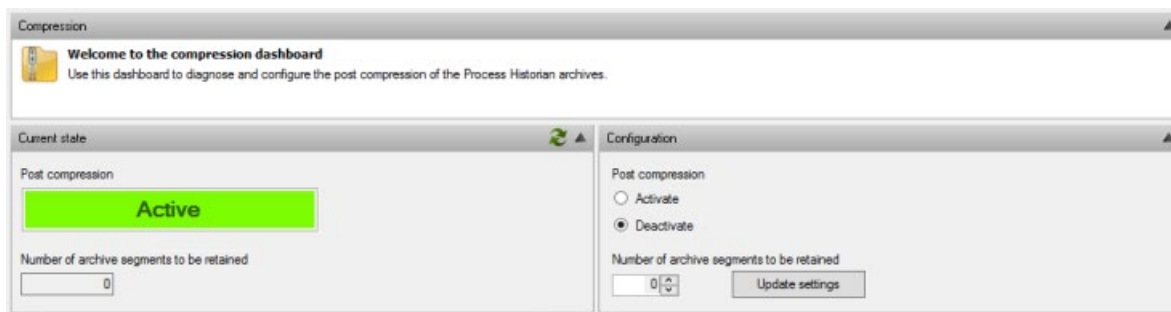 Compression
Welcome to the compression dashboard
Use this dashboard to diagnose and configure the post compression of the Process Historian archives.
Current state
Post compression
Active
Number of archive segments to be retained
0
Configuration
Post compression
Activate
Deactivate
Number of archive segments to be retained
0
Update settings